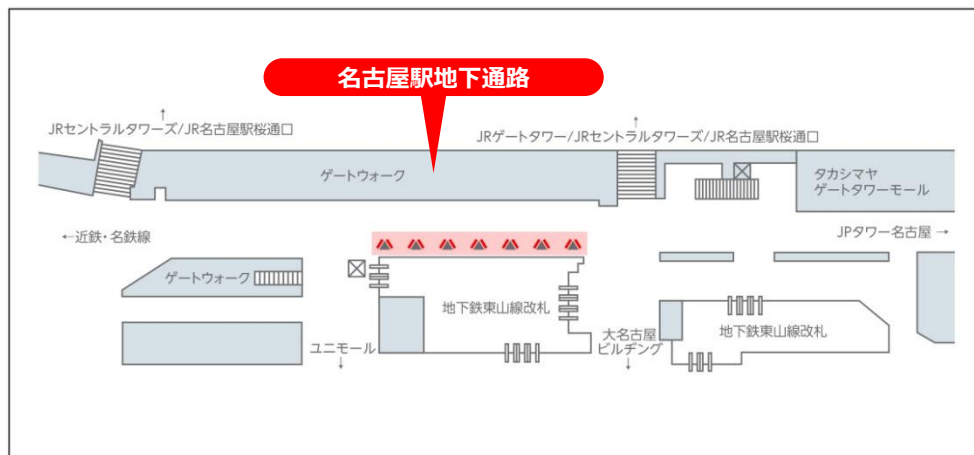 名古屋駅地下通路
↑
JRセントラルタワーズ/JR名古屋駅桜通口
↑
JRゲートタワー/JRセントラルタワーズ/JR名古屋駅桜通口
ゲートウォーク
タカシマヤ
ゲートタワーモール
←近鉄・名鉄線
JPタワー名古屋→
ゲートウォーク
地下鉄東山線改札
地下鉄東山線改札
ユニモール
↓
大名古屋
ビルヂング
↓